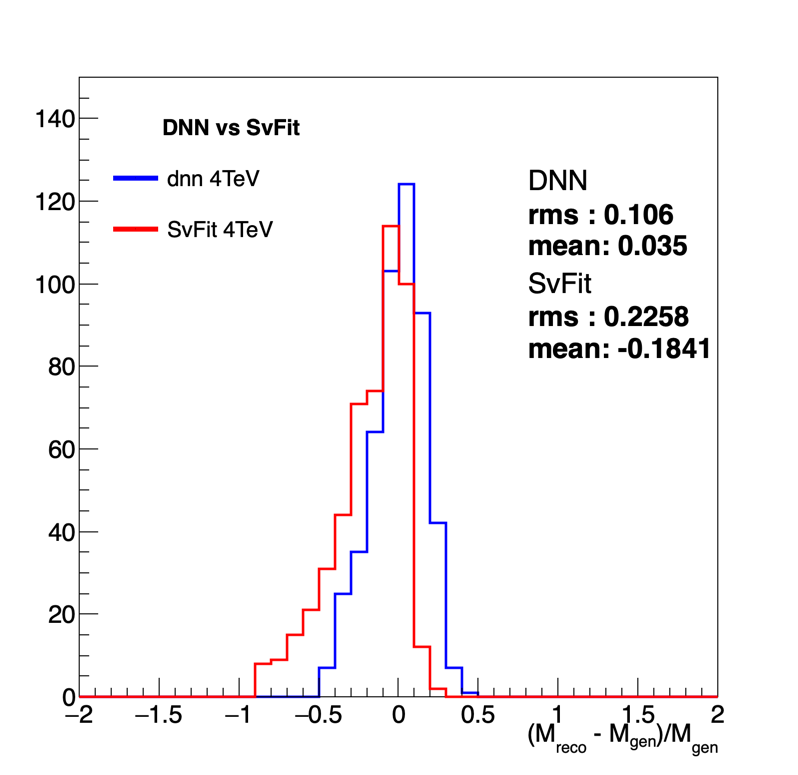 DNN vs SvFit
dnn 4TeV
SvFit 4TeV
DNN
rms : 0.106
mean: 0.035
SvFit
rms : 0.2258
mean: -0.1841
140
120
100
80
60
40
20
0
−2 −1.5 −1 −0.5 0 0.5 1 1.5 2
(Mreco - Mgen)/Mgen